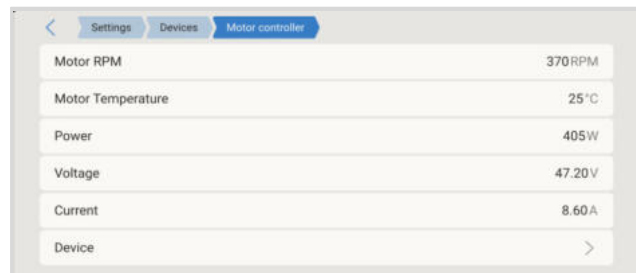 Settings Devices Motor controller
Motor RPM 370RPM
Motor Temperature 25°C
Power 405W
Voltage 47.20V
Current 8.60A
Device